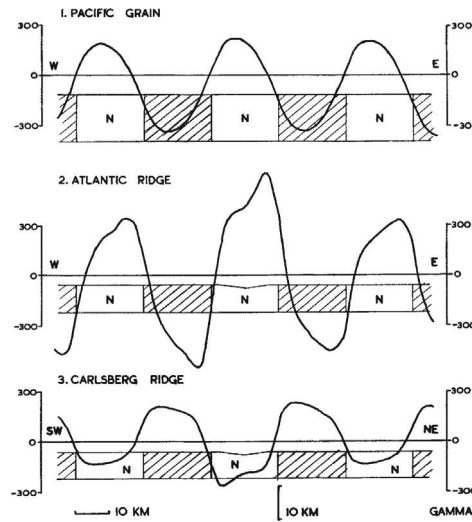 1. PACIFIC GRAIN
300 300
W E
0 0
N N N
-300 -30
2. ATLANTIC RIDGE
300 300
W E
0 0
N N N
-300 -300
3. CARLSBERG RIDGE
300 300
SW NE
0 0
N N N
-300 -300
10 KM 10 KM GAMMA